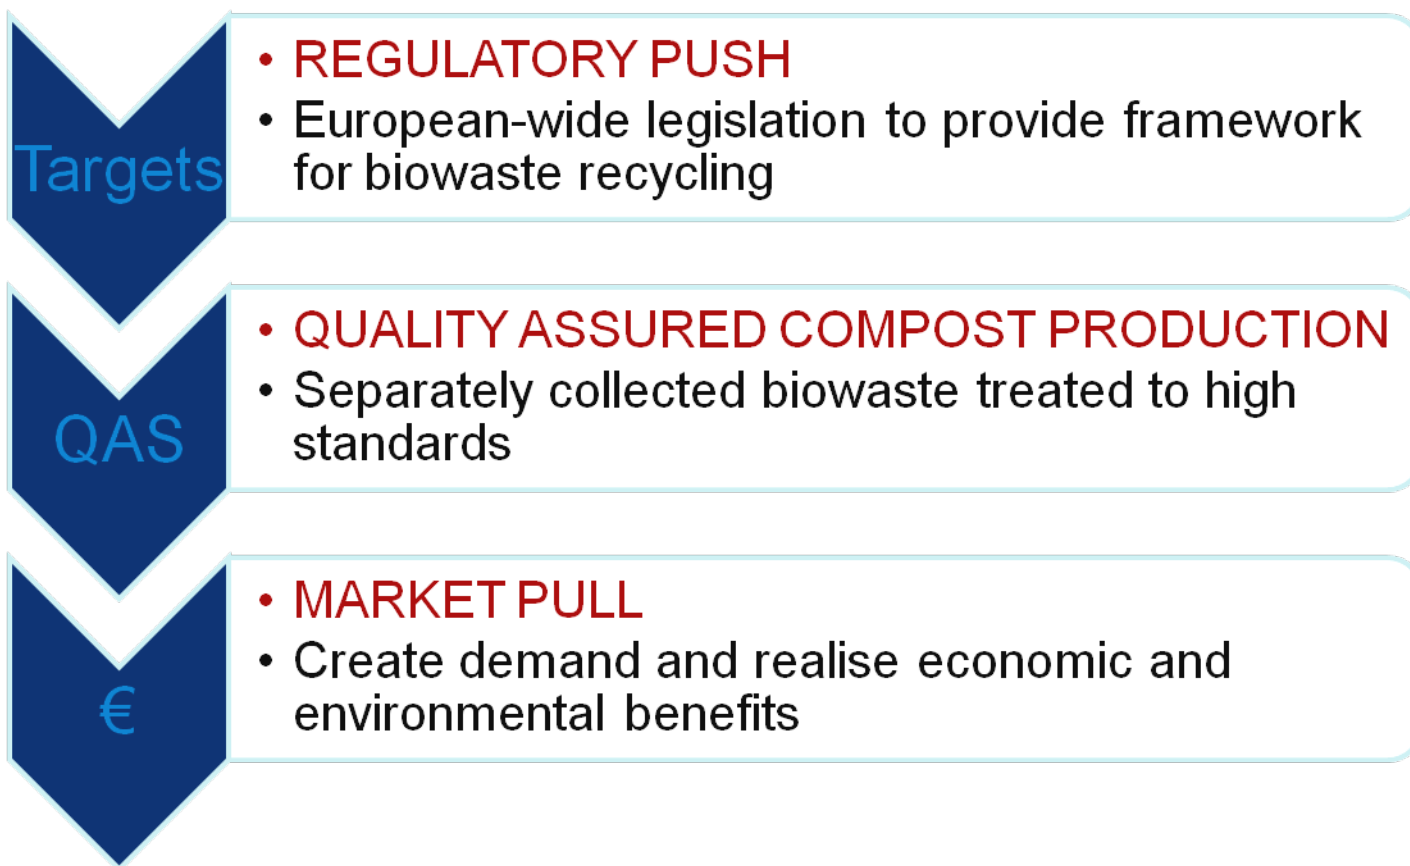 Targets
• REGULATORY PUSH
• European-wide legislation to provide framework
for biowaste recycling
QAS
• QUALITY ASSURED COMPOST PRODUCTION
• Separately collected biowaste treated to high
standards
€
• MARKET PULL
• Create demand and realise economic and
environmental benefits